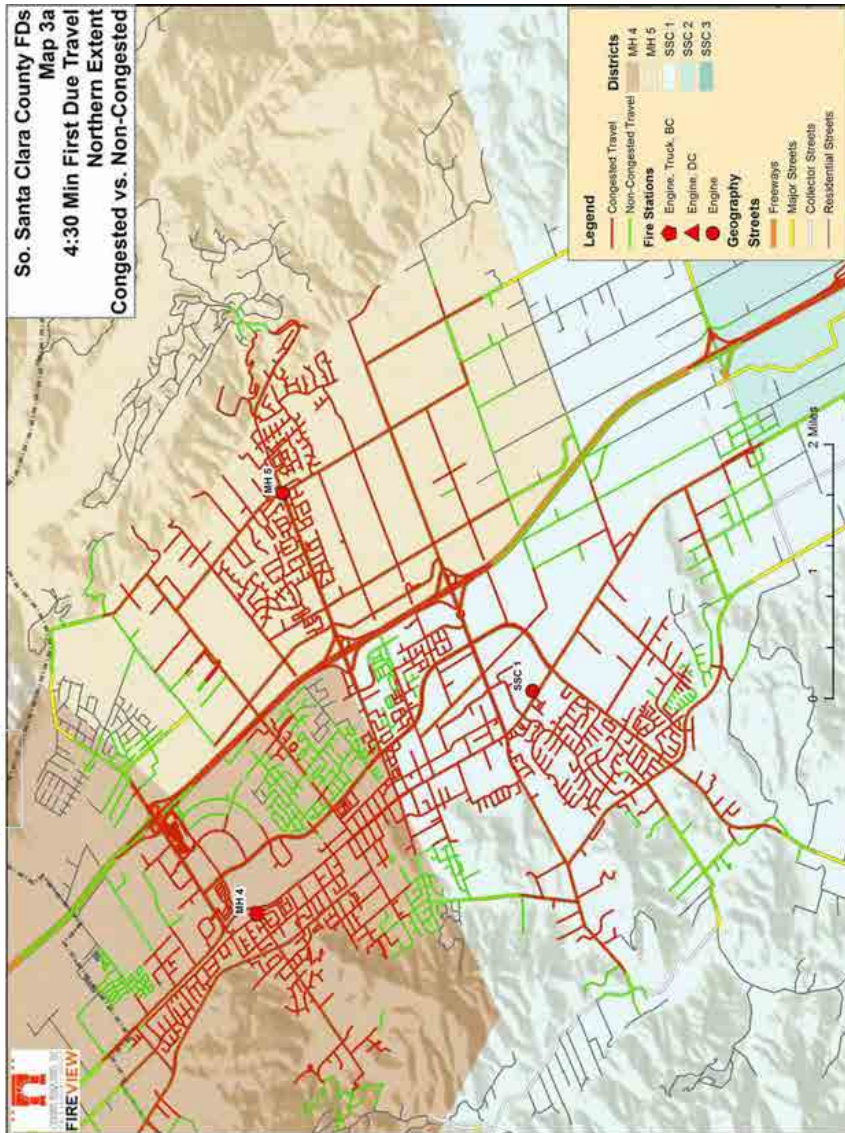 So. Santa Clara County FDs
Map 3a
4:30 Min First Due Travel
Northern Extent
Congested vs. Non-Congested
FIREVIEW
MH 4
MH 5
SSC 1
0
1
2 Miles
Legend
Congested Travel
Non-Congested Travel
Fire Stations
Engine, Truck, BC
Engine, DC
Engine
Geography
Streets
Freeways
Major Streets
Collector Streets
Residential Streets
Districts
MH 4
MH 5
SSC 1
SSC 2
SSC 3